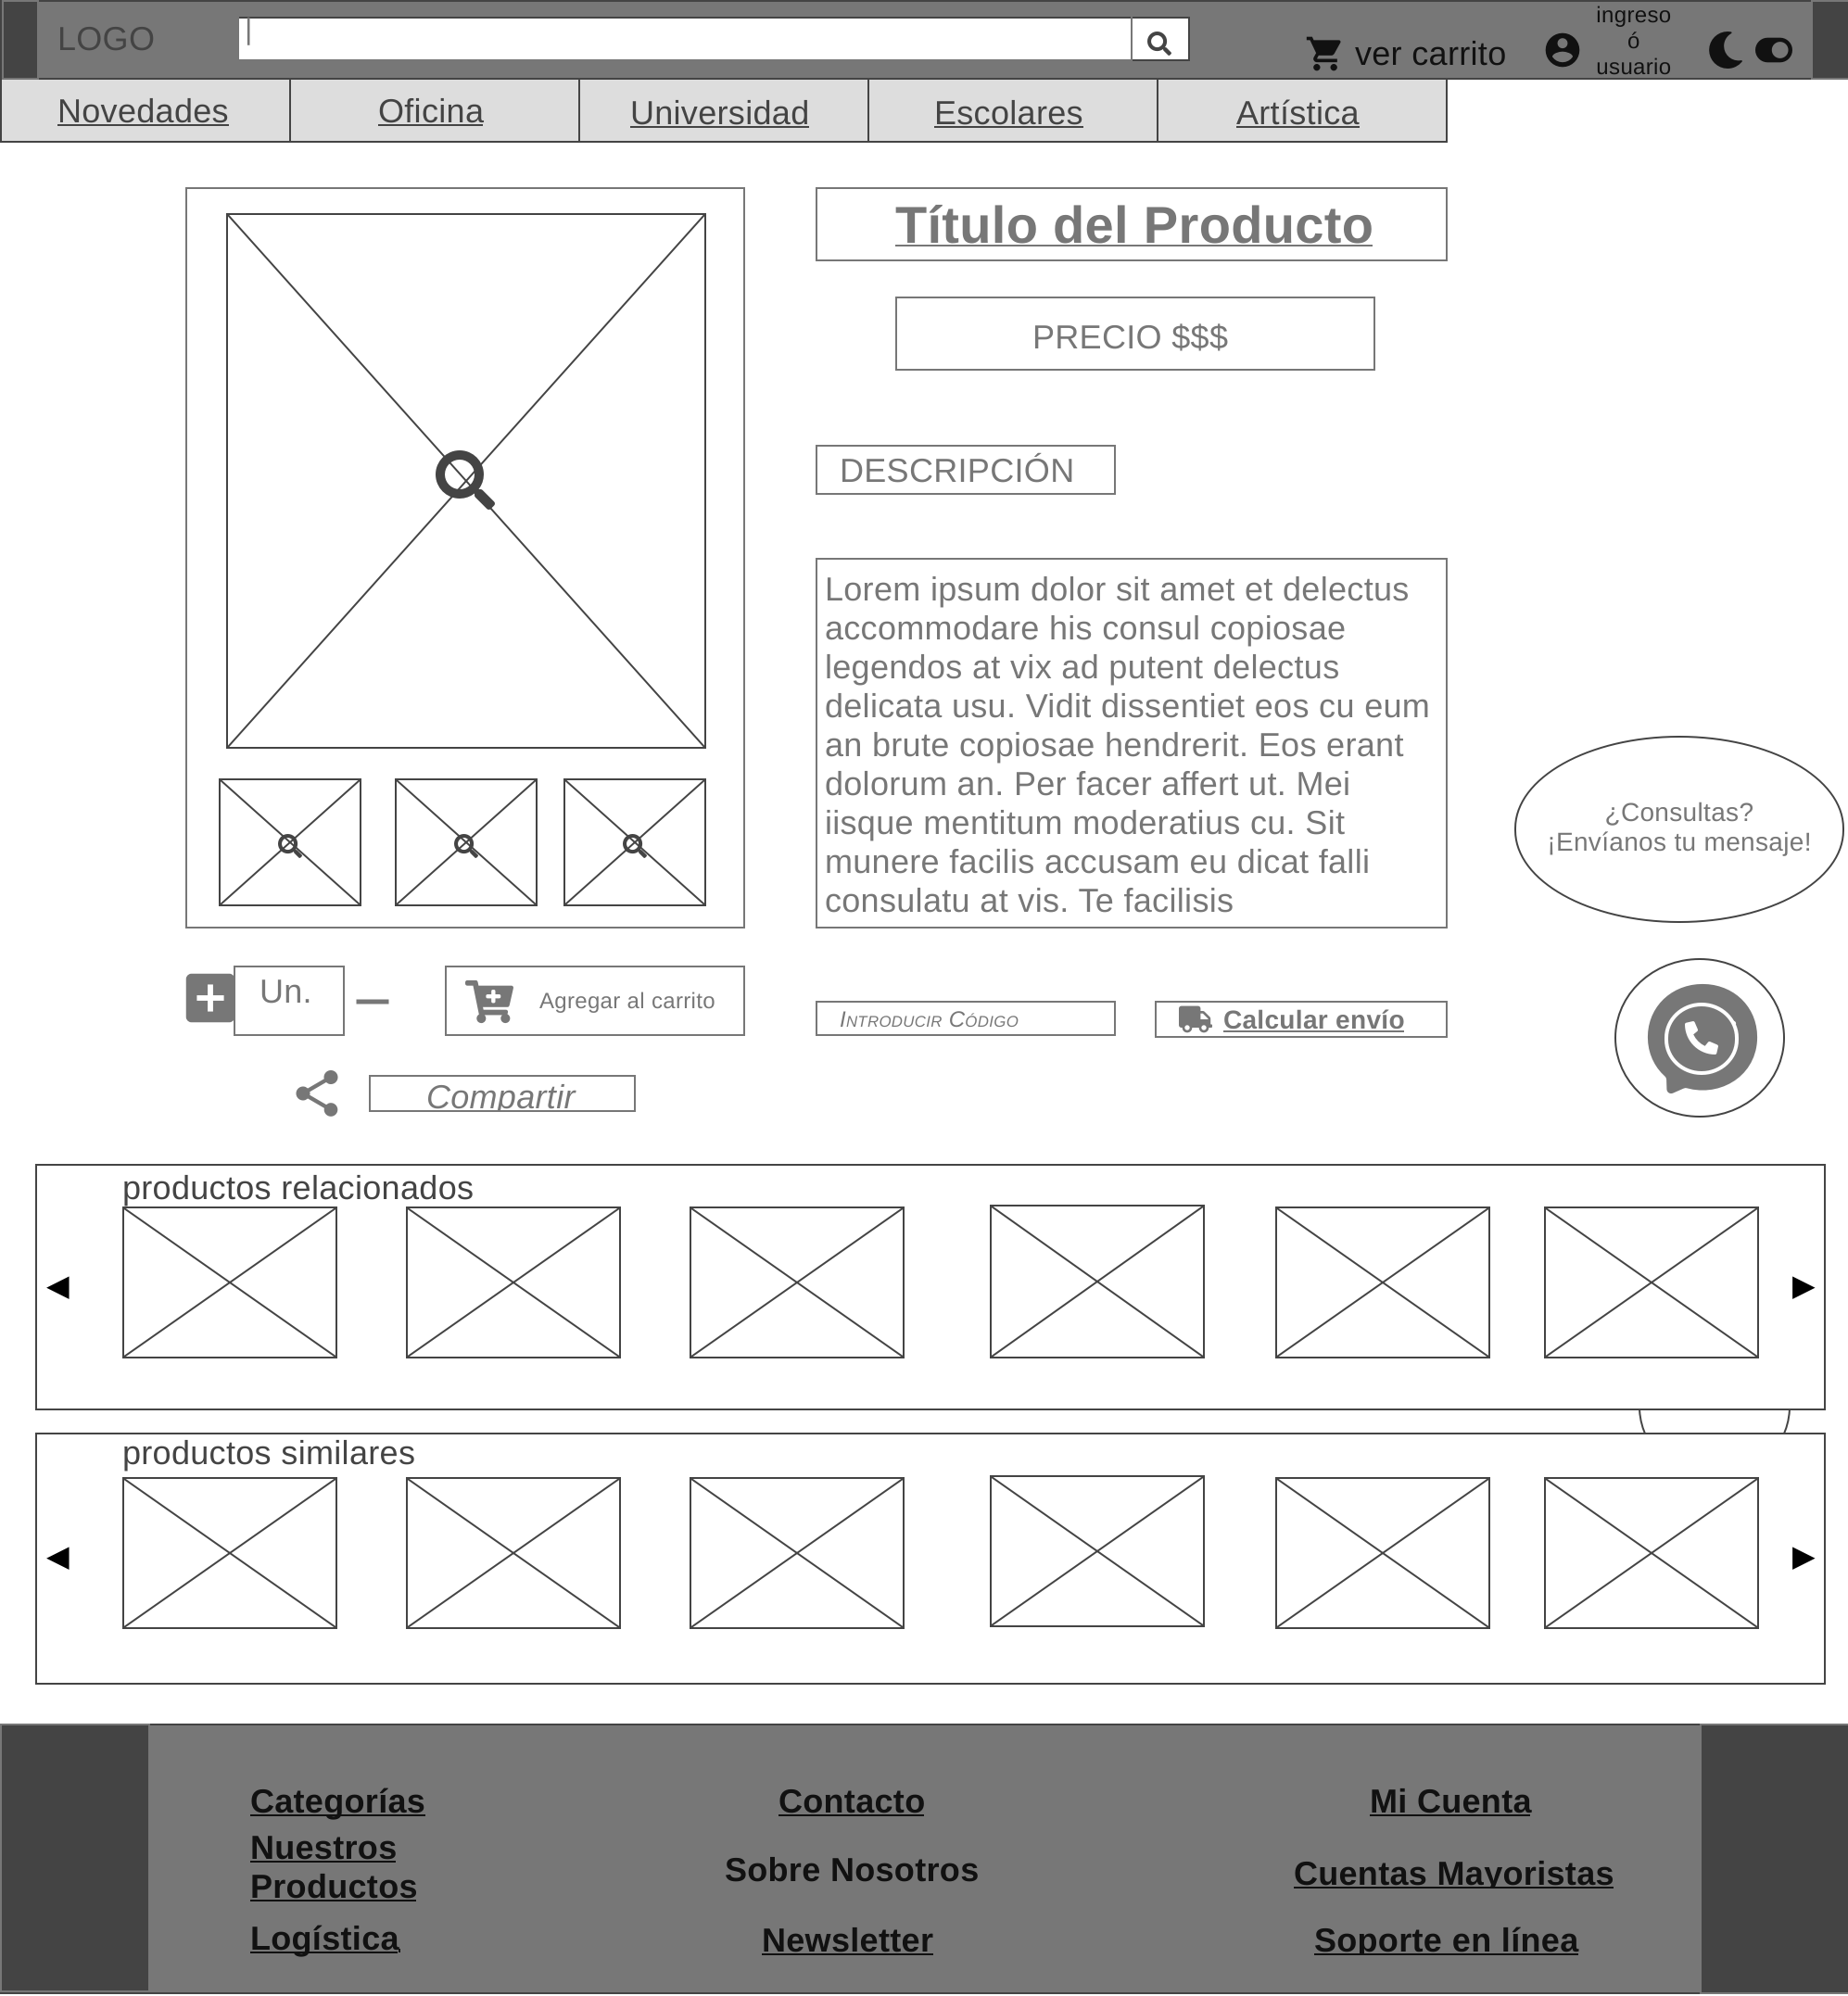 LOGO
ver carrito
ingreso
ó
usuario
Novedades
Oficina
Universidad
Escolares
Artística
Título del Producto
PRECIO $$$
DESCRIPCIÓN
Lorem ipsum dolor sit amet et delectus
accommodare his consul copiosae
legendos at vix ad putent delectus
delicata usu. Vidit dissentiet eos cu eum
an brute copiosae hendrerit. Eos erant
dolorum an. Per facer affert ut. Mei
iisque mentitum moderatius cu. Sit
munere facilis accusam eu dicat falli
consulatu at vis. Te facilisis
¿Consultas?
¡Envíanos tu mensaje!
Un.
Agregar al carrito
Introducir Código
Calcular envío
Compartir
productos relacionados
productos similares
Categorías
Nuestros
Productos
Logística
Contacto
Sobre Nosotros
Newsletter
Mi Cuenta
Cuentas Mayoristas
Soporte en línea